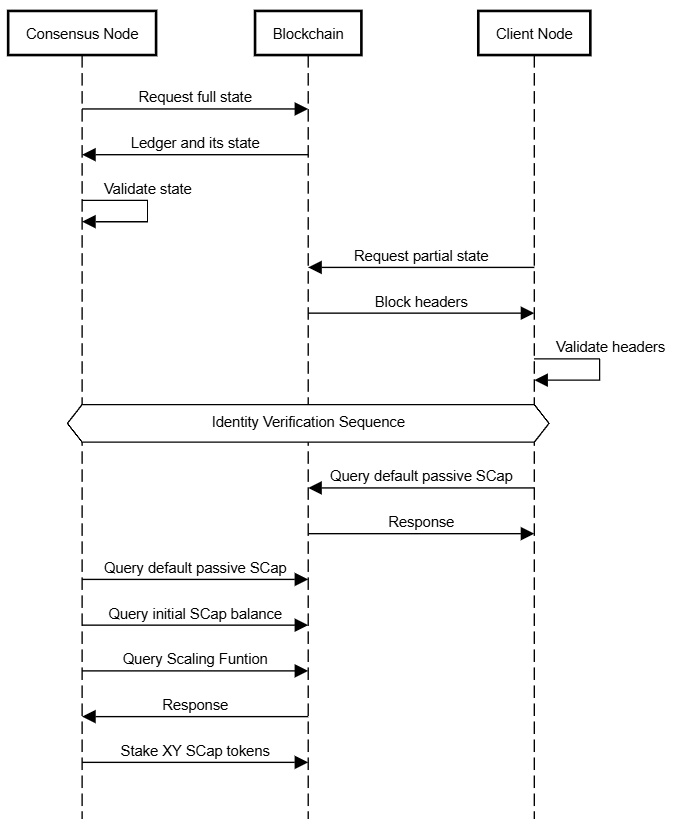 Consensus Node
Blockchain
Client Node
Request full state
Ledger and its state
Validate state
Request partial state
Block headers
Validate headers
Identity Verification Sequence
Query default passive SCap
Response
Query default passive SCap
Query initial SCap balance
Query Scaling Funtion
Response
Stake XY SCap tokens